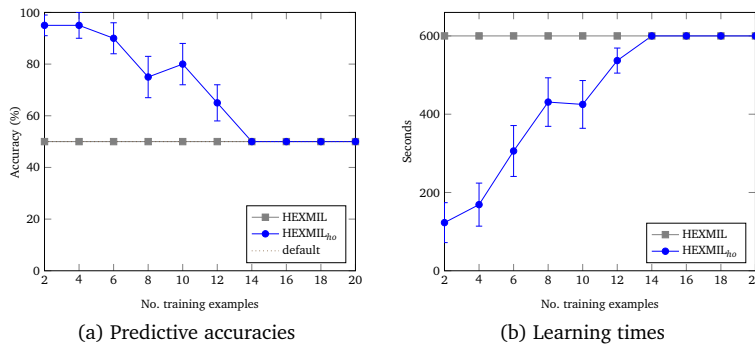 100
80
60
40
20
0
Accuracy (%)
2 4 6 8 10 12 14 16 18 20
No. training examples
HEXMIL
HEXMILho
default
(a) Predictive accuracies
600
400
200
0
Seconds
2 4 6 8 10 12 14 16 18 20
No. training examples
HEXMIL
HEXMILho
(b) Learning times